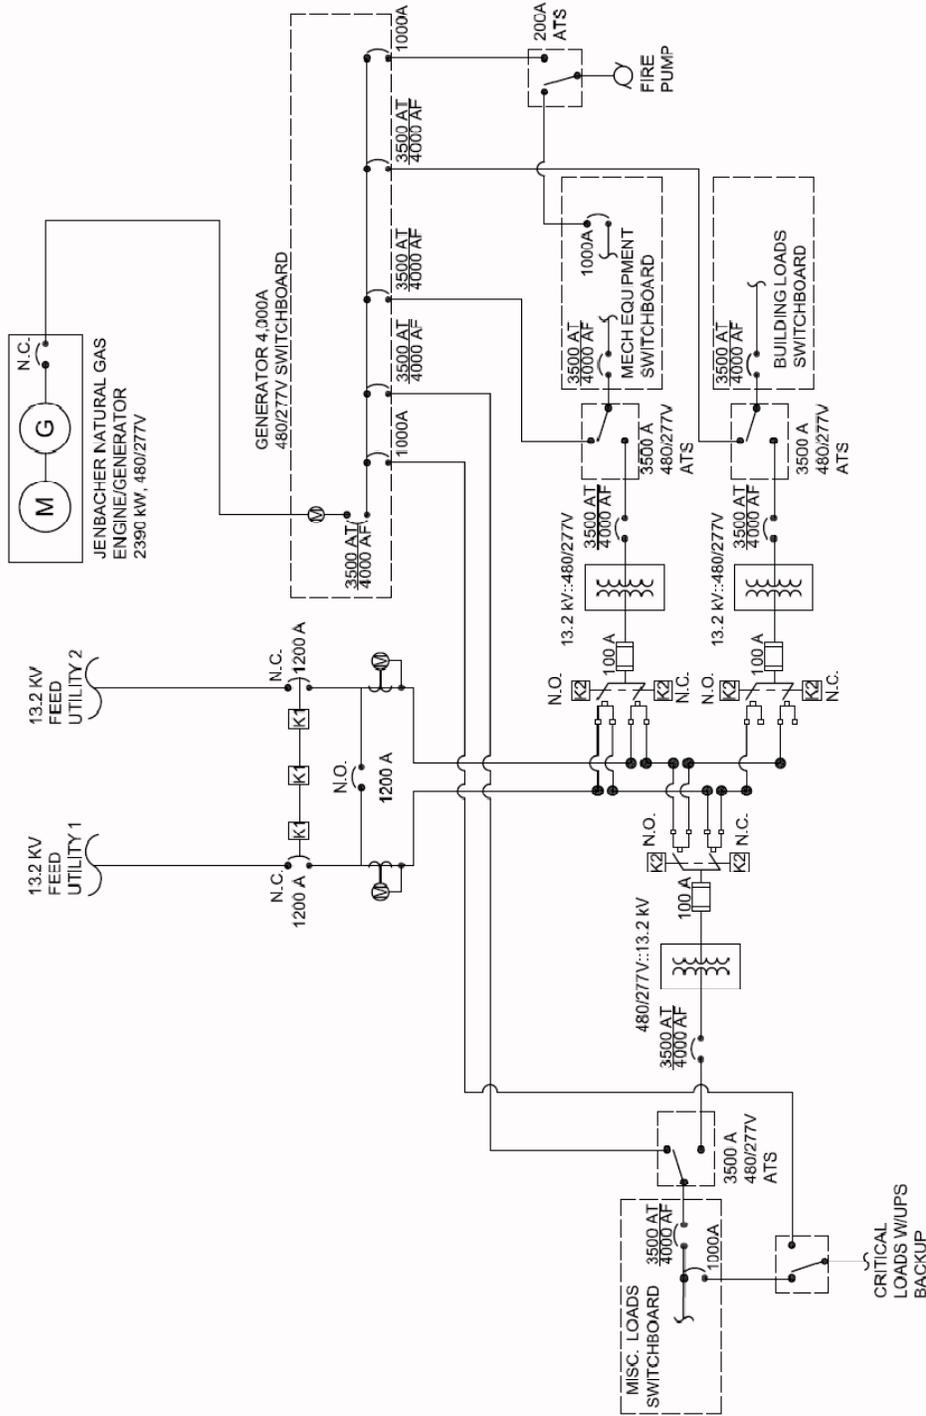 13.2 KV
FEED
UTILITY 1
N.C.
1200 A
K1
K1
K1
M
13.2 KV
FEED
UTILITY 2
N.C.
1200 A
N.O.
1200 A
M
M
G
N.C.
JENBACHER NATURAL GAS
ENGINE/GENERATOR
2390 kW, 480/277V
GENERATOR 4,000A
480/277V SWITCHBOARD
M
3500 AT
4000 AF
1000A
3500 AT
4000 AF
3500 AT
4000 AF
3500 AT
4000 AF
1000A
200A
ATS
FIRE
PUMP
1000A
MECH EQUIPMENT
SWITCHBOARD
3500 AT
4000 AF
3500 A
480/277V
ATS
3500 AT
4000 AF
13.2 kV::480/277V
100 A
N.O.
K2
K2
N.C.
BUILDING LOADS
SWITCHBOARD
3500 AT
4000 AF
3500 A
480/277V
ATS
3500 AT
4000 AF
13.2 kV::480/277V
100 A
N.O.
K2
K2
N.C.
N.O.
K2
K2
N.C.
100 A
480/277V::13.2 kV
3500 AT
4000 AF
3500 A
480/277V
ATS
3500 AT
4000 AF
1000A
MISC. LOADS
SWITCHBOARD
CRITICAL
LOADS W/UPS
BACKUP